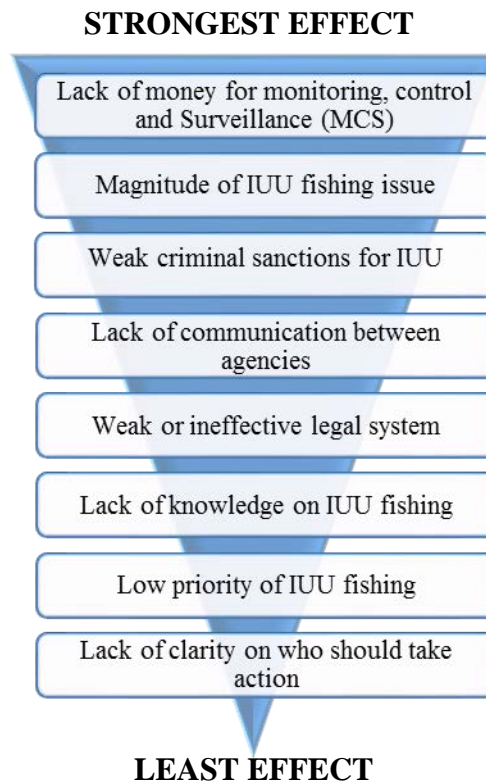 STRONGEST EFFECT
Lack of money for monitoring, control
and Surveillance (MCS)
Magnitude of IUU fishing issue
Weak criminal sanctions for IUU
Lack of communication between
agencies
Weak or ineffective legal system
Lack of knowledge on IUU fishing
Low priority of IUU fishing
Lack of clarity on who should take
action
LEAST EFFECT